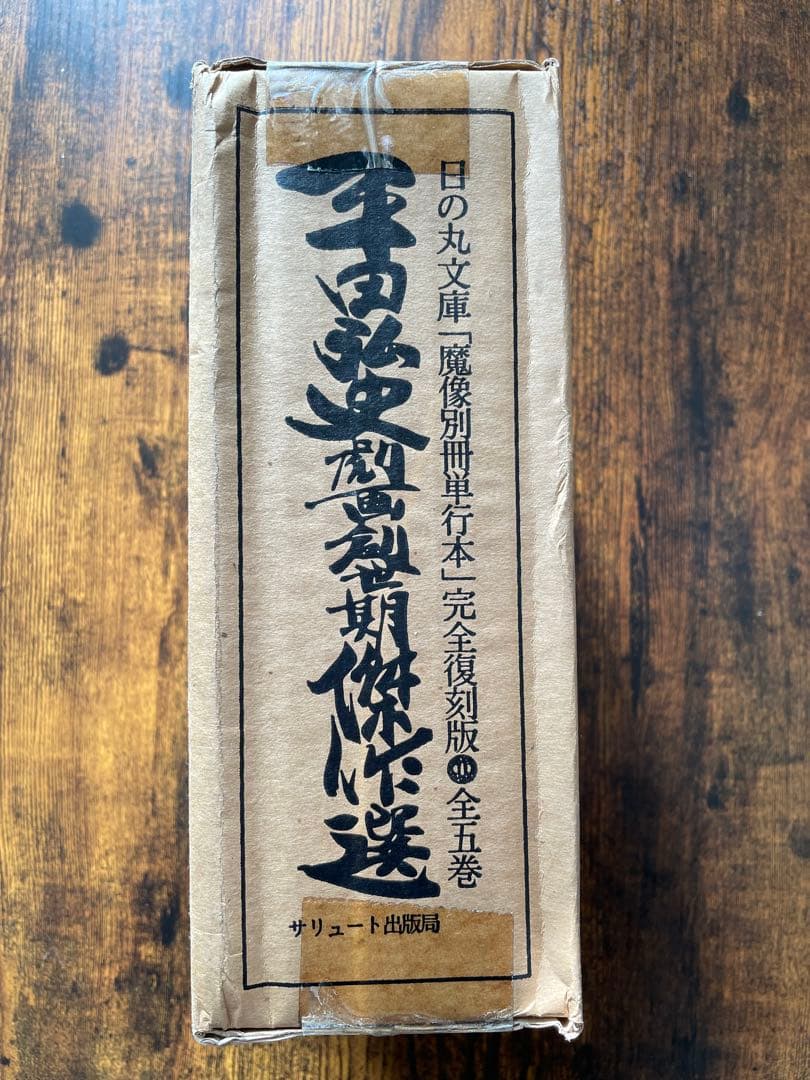 日の丸文庫「魔像別冊単行本」完全復刻版 全五巻
平田弘史劇画創世期傑作選
サリュート出版局